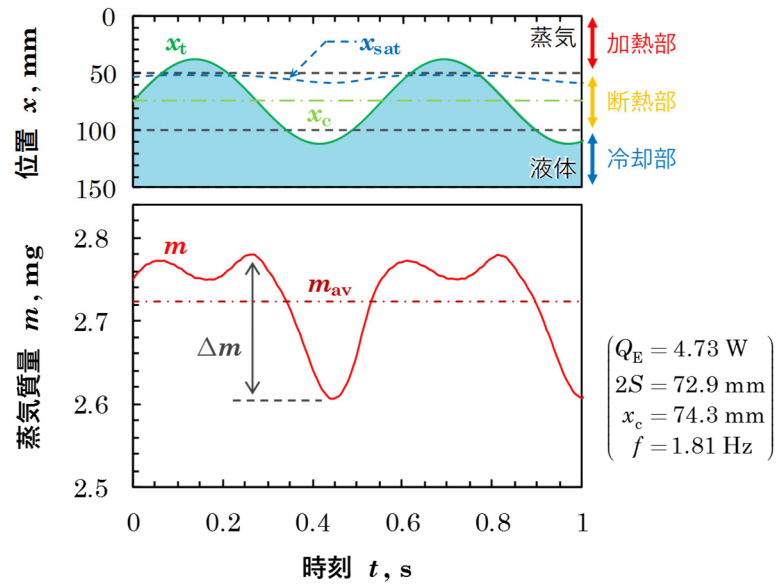 0
50
100
150
位置 x, mm
x_t
x_sat
x_c
蒸気
液体
加熱部
断熱部
冷却部
2.8
2.7
2.6
2.5
蒸気質量 m, mg
m
m_av
Δm
0
0.2
0.4
0.6
0.8
1
時刻 t, s
Q_E = 4.73 W
2S = 72.9 mm
x_c = 74.3 mm
f = 1.81 Hz